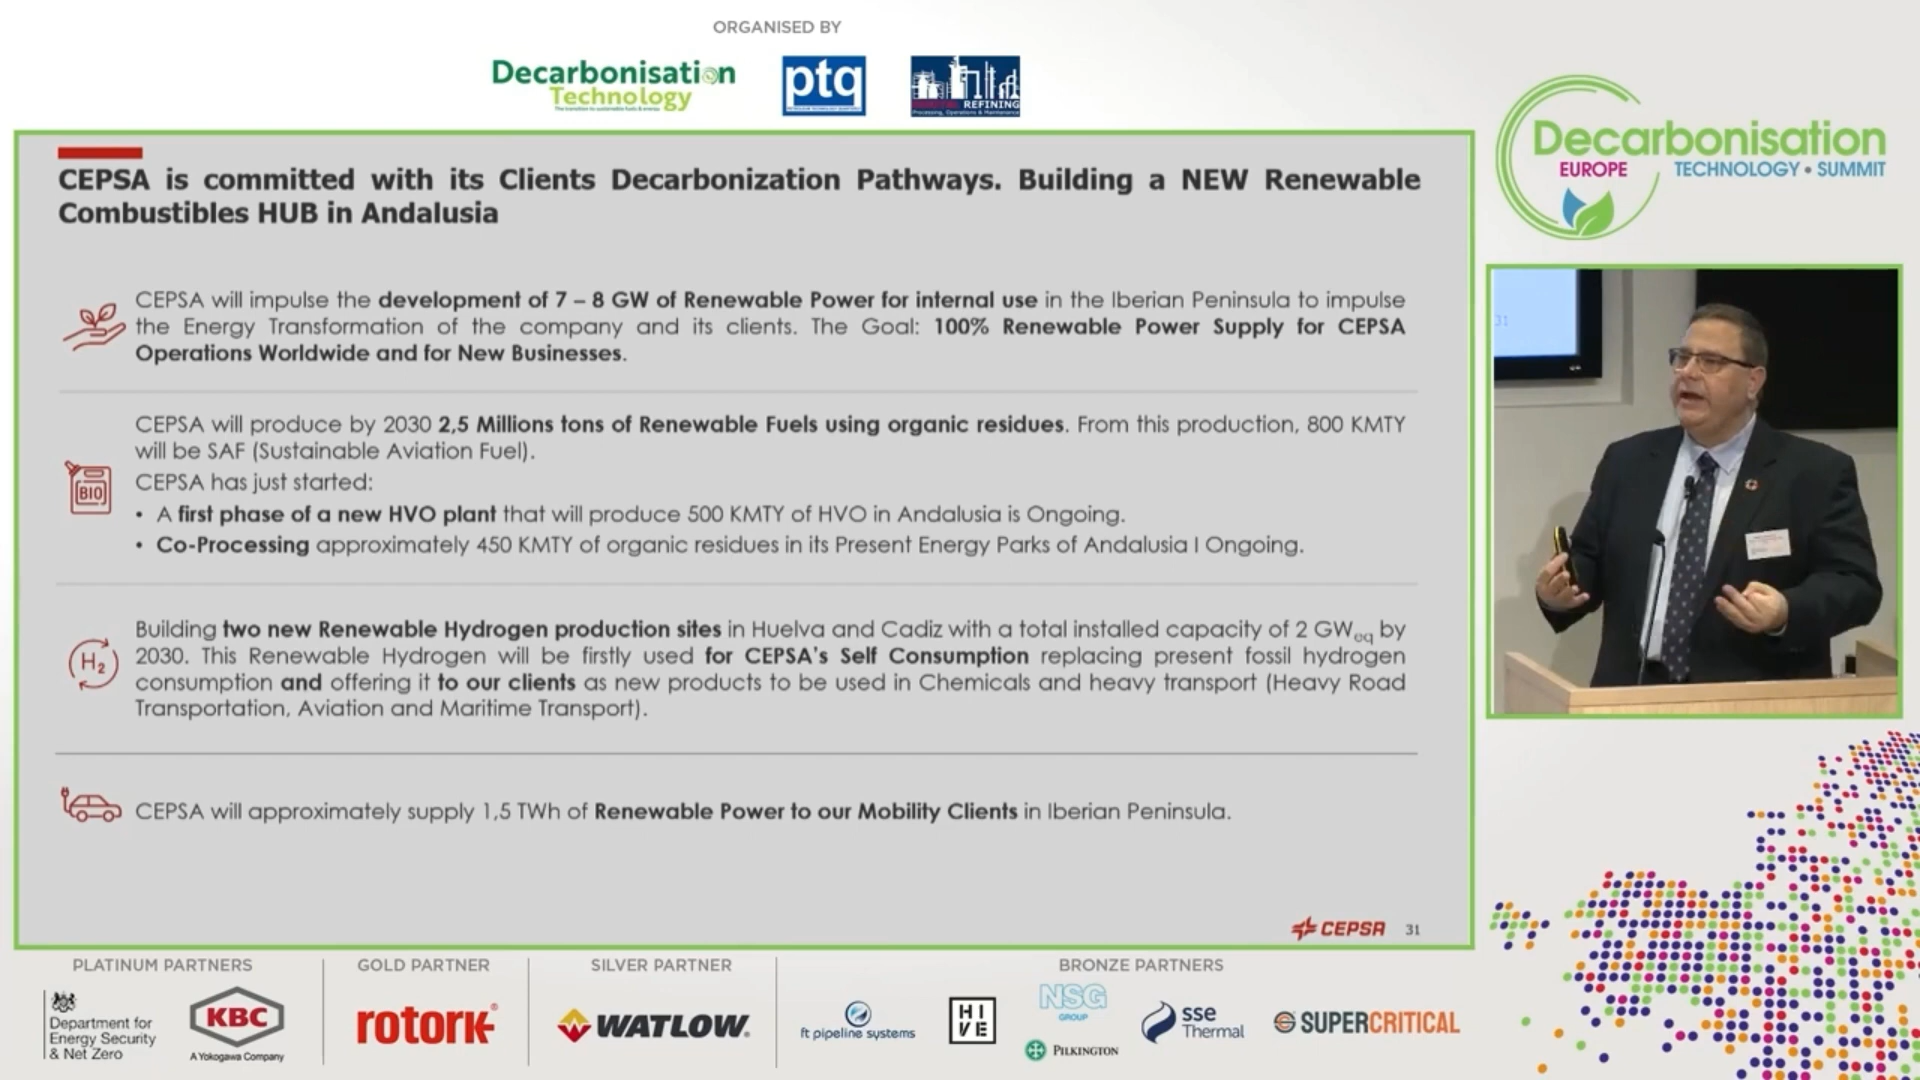 ORGANISED BY
Decarbonisation
Technology
ptq
REFINING
Decarbonisation
EUROPE TECHNOLOGY • SUMMIT
CEPSA is committed with its Clients Decarbonization Pathways. Building a NEW Renewable
Combustibles HUB in Andalusia
CEPSA will impulse the development of 7 – 8 GW of Renewable Power for internal use in the Iberian Peninsula to impulse
the Energy Transformation of the company and its clients. The Goal: 100% Renewable Power Supply for CEPSA
Operations Worldwide and for New Businesses.
CEPSA will produce by 2030 2,5 Millions tons of Renewable Fuels using organic residues. From this production, 800 KMTY
will be SAF (Sustainable Aviation Fuel).
BIO
CEPSA has just started:
• A first phase of a new HVO plant that will produce 500 KMTY of HVO in Andalusia is Ongoing.
• Co-Processing approximately 450 KMTY of organic residues in its Present Energy Parks of Andalusia I Ongoing.
H2
Building two new Renewable Hydrogen production sites in Huelva and Cadiz with a total installed capacity of 2 GWeq by
2030. This Renewable Hydrogen will be firstly used for CEPSA's Self Consumption replacing present fossil hydrogen
consumption and offering it to our clients as new products to be used in Chemicals and heavy transport (Heavy Road
Transportation, Aviation and Maritime Transport).
CEPSA will approximately supply 1,5 TWh of Renewable Power to our Mobility Clients in Iberian Peninsula.
CEPSA 31
31
PLATINUM PARTNERS
Department for
Energy Security
& Net Zero
KBC
A Yokogawa Company
GOLD PARTNER
rotork®
SILVER PARTNER
WATLOW®
BRONZE PARTNERS
ft pipeline systems
HI
VE
NSG
GROUP
PILKINGTON
sse
Thermal
SUPERCRITICAL